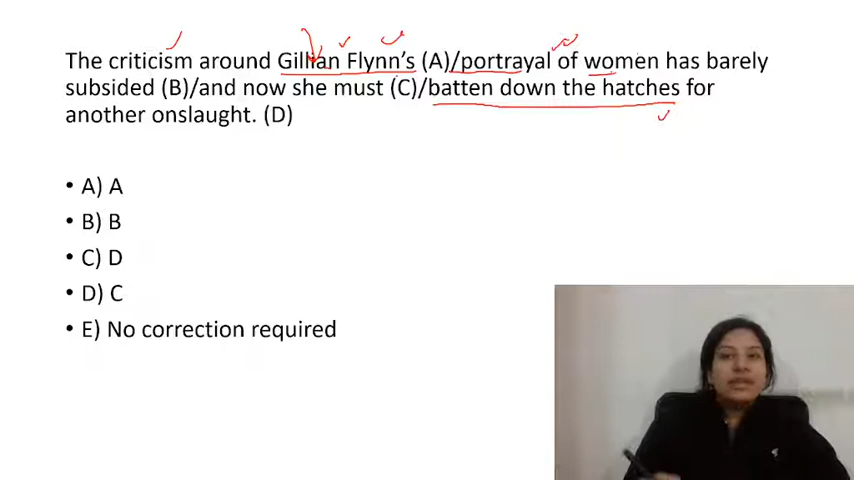 The criticism around Gillian Flynn's (A)/portrayal of women has barely
subsided (B)/and now she must (C)/batten down the hatches for
another onslaught. (D)
• A) A
• B) B
• C) D
• D) C
• E) No correction required